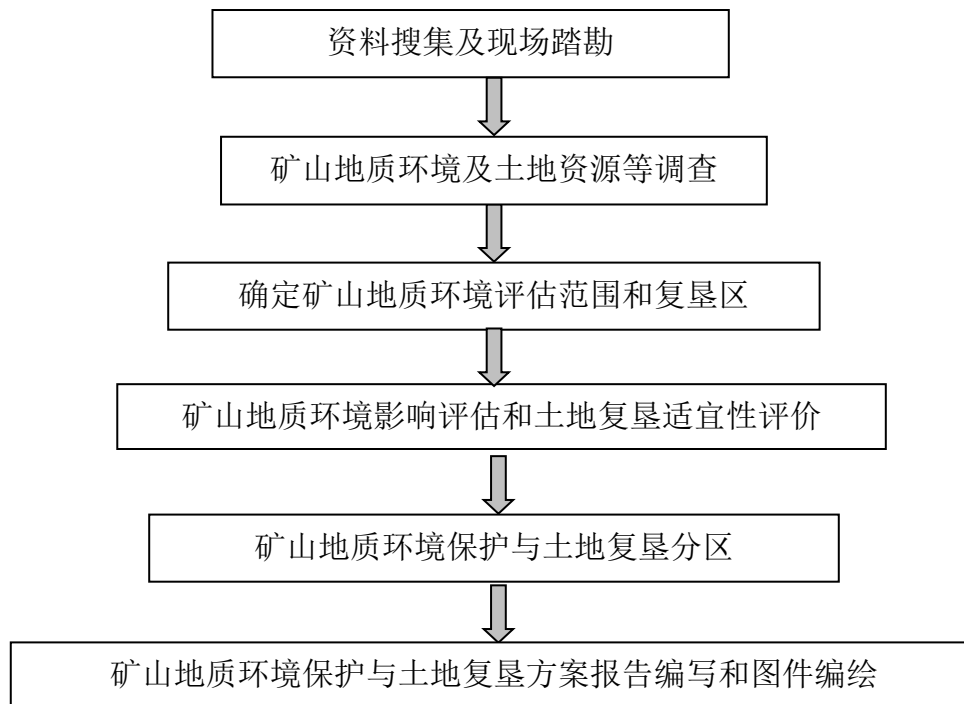 资料搜集及现场踏勘
矿山地质环境及土地资源等调查
确定矿山地质环境评估范围和复垦区
矿山地质环境影响评估和土地复垦适宜性评价
矿山地质环境保护与土地复垦分区
矿山地质环境保护与土地复垦方案报告编写和图件编绘